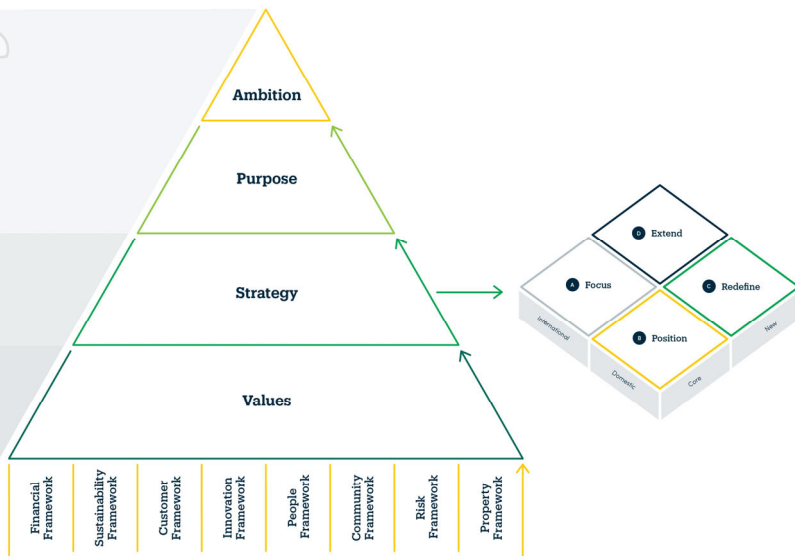 Ambition
Purpose
Strategy
Values
Financial
Framework
Sustainability
Framework
Customer
Framework
Innovation
Framework
People
Framework
Community
Framework
Risk
Framework
Property
Framework
D Extend
A Focus
C Redefine
B Position
International
Domestic
Core
New